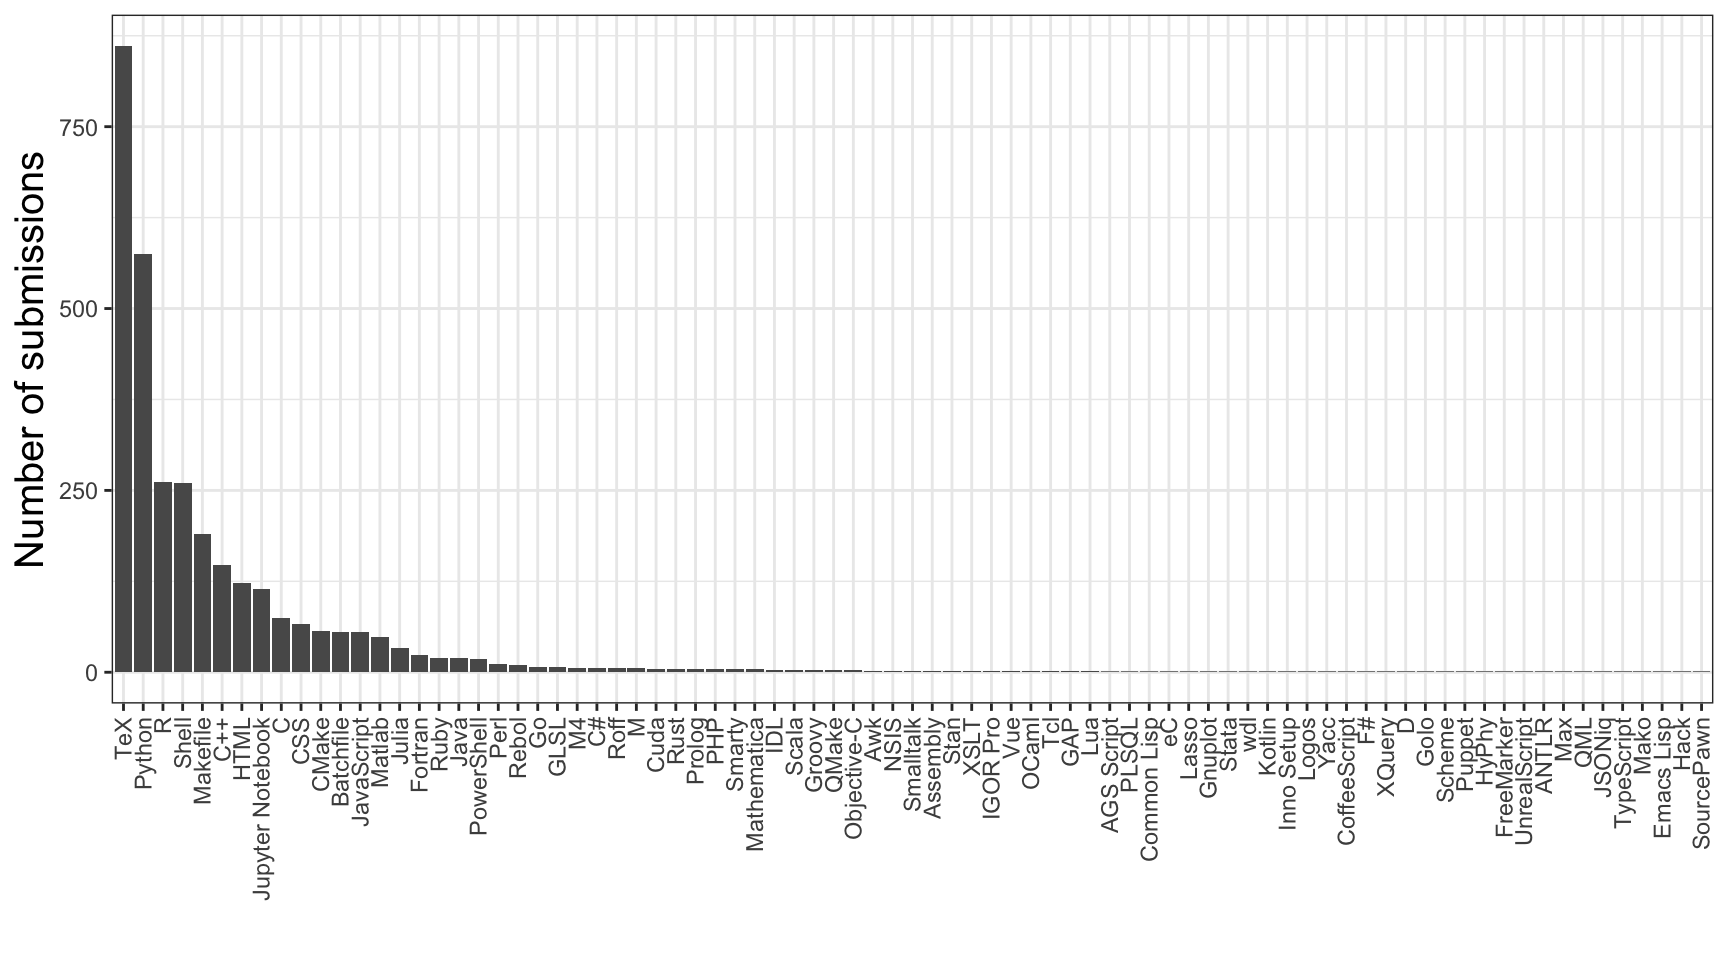 Number of submissions
750
500
250
0
TeX
Python
R
Shell
Makefile
C++
HTML
Jupyter Notebook
C
CSS
CMake
Batchfile
JavaScript
Matlab
Julia
Fortran
Ruby
Java
PowerShell
Perl
Rebol
Go
GLSL
M4
C#
Roff
M
Cuda
Rust
Prolog
PHP
Smarty
Mathematica
IDL
Scala
Groovy
QMake
Objective-C
Awk
NSIS
Smalltalk
Assembly
Stan
XSLT
IGOR Pro
Vue
OCaml
Tcl
GAP
Lua
AGS Script
PLSQL
Common Lisp
eC
Lasso
Gnuplot
Stata
wdl
Kotlin
Inno Setup
Logos
Yacc
CoffeeScript
F#
XQuery
D
Golo
Scheme
Puppet
HyPhy
FreeMarker
UnrealScript
ANTLR
Max
QML
JSONiq
TypeScript
Mako
Emacs Lisp
Hack
SourcePawn